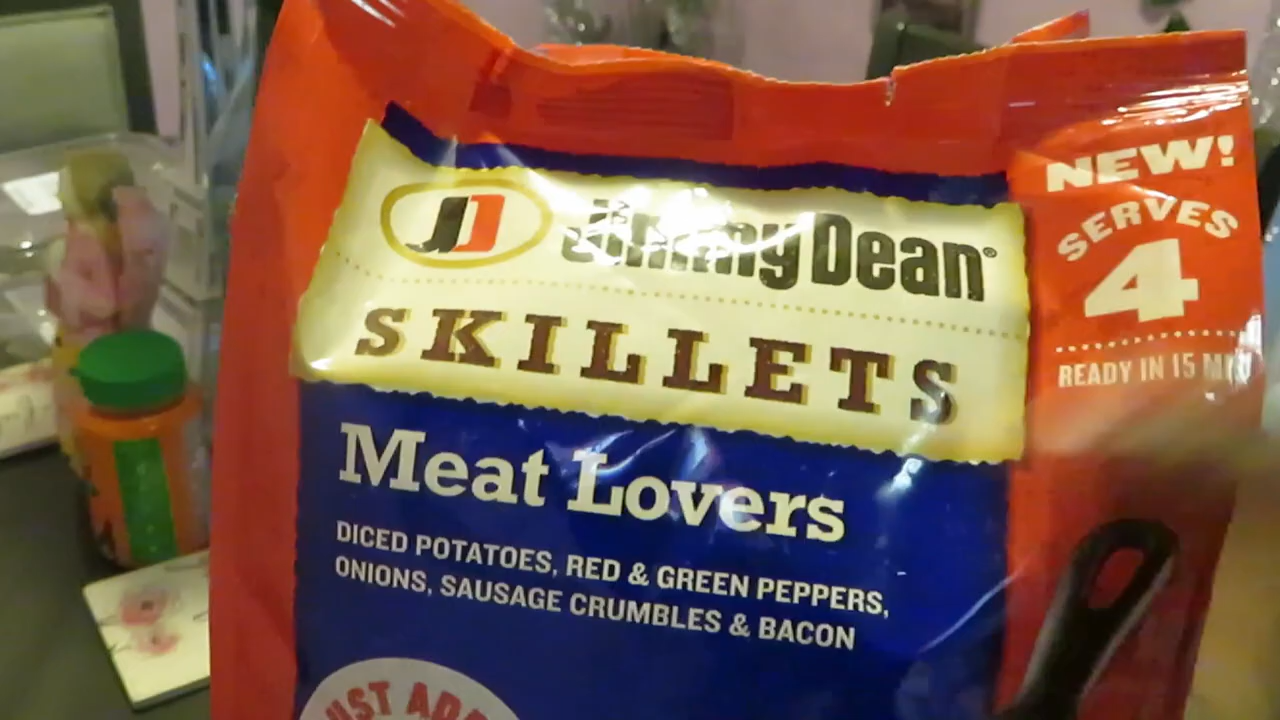 JD Jimmy Dean®
SKILLETS
Meat Lovers
DICED POTATOES, RED & GREEN PEPPERS,
ONIONS, SAUSAGE CRUMBLES & BACON
NEW!
SERVES
4
READY IN 15